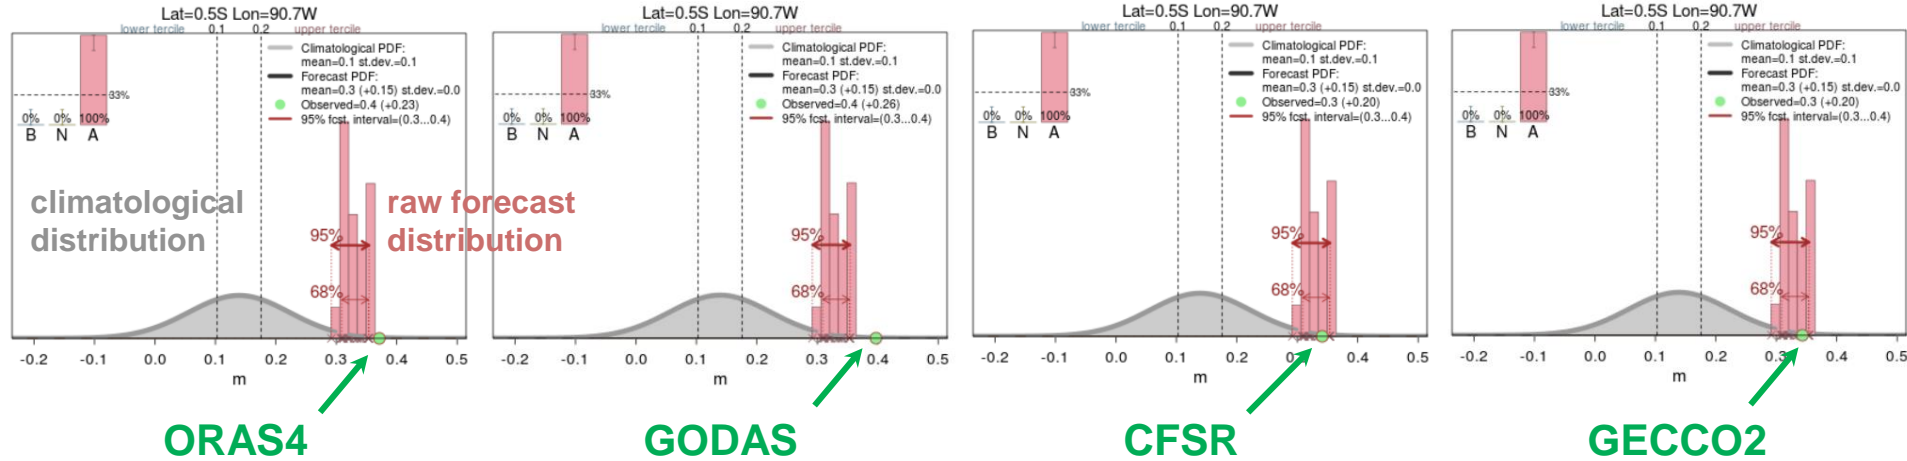 Lat=0.5S Lon=90.7W
lower tercile 0.1 0.2 upper tercile
Climatological PDF:
mean=0.1 st.dev.=0.1
Forecast PDF:
mean=0.3 (+0.15) st.dev.=0.0
Observed=0.4 (+0.23)
95% fcst. interval=(0.3...0.4)
33%
0% 0% 100%
B N A
climatological
distribution
raw forecast
distribution
95%
68%
-0.2 -0.1 0.0 0.1 0.2 0.3 0.4 0.5
m
ORAS4
Lat=0.5S Lon=90.7W
lower tercile 0.1 0.2 upper tercile
Climatological PDF:
mean=0.1 st.dev.=0.1
Forecast PDF:
mean=0.3 (+0.15) st.dev.=0.0
Observed=0.4 (+0.26)
95% fcst. interval=(0.3...0.4)
33%
0% 0% 100%
B N A
95%
68%
-0.2 -0.1 0.0 0.1 0.2 0.3 0.4 0.5
m
GODAS
Lat=0.5S Lon=90.7W
lower tercile 0.1 0.2 upper tercile
Climatological PDF:
mean=0.1 st.dev.=0.1
Forecast PDF:
mean=0.3 (+0.15) st.dev.=0.0
Observed=0.3 (+0.20)
95% fcst. interval=(0.3...0.4)
33%
0% 0% 100%
B N A
95%
68%
-0.2 -0.1 0.0 0.1 0.2 0.3 0.4 0.5
m
CFSR
Lat=0.5S Lon=90.7W
lower tercile 0.1 0.2 upper tercile
Climatological PDF:
mean=0.1 st.dev.=0.1
Forecast PDF:
mean=0.3 (+0.15) st.dev.=0.0
Observed=0.3 (+0.20)
95% fcst. interval=(0.3...0.4)
33%
0% 0% 100%
B N A
95%
68%
-0.2 -0.1 0.0 0.1 0.2 0.3 0.4 0.5
m
GECCO2